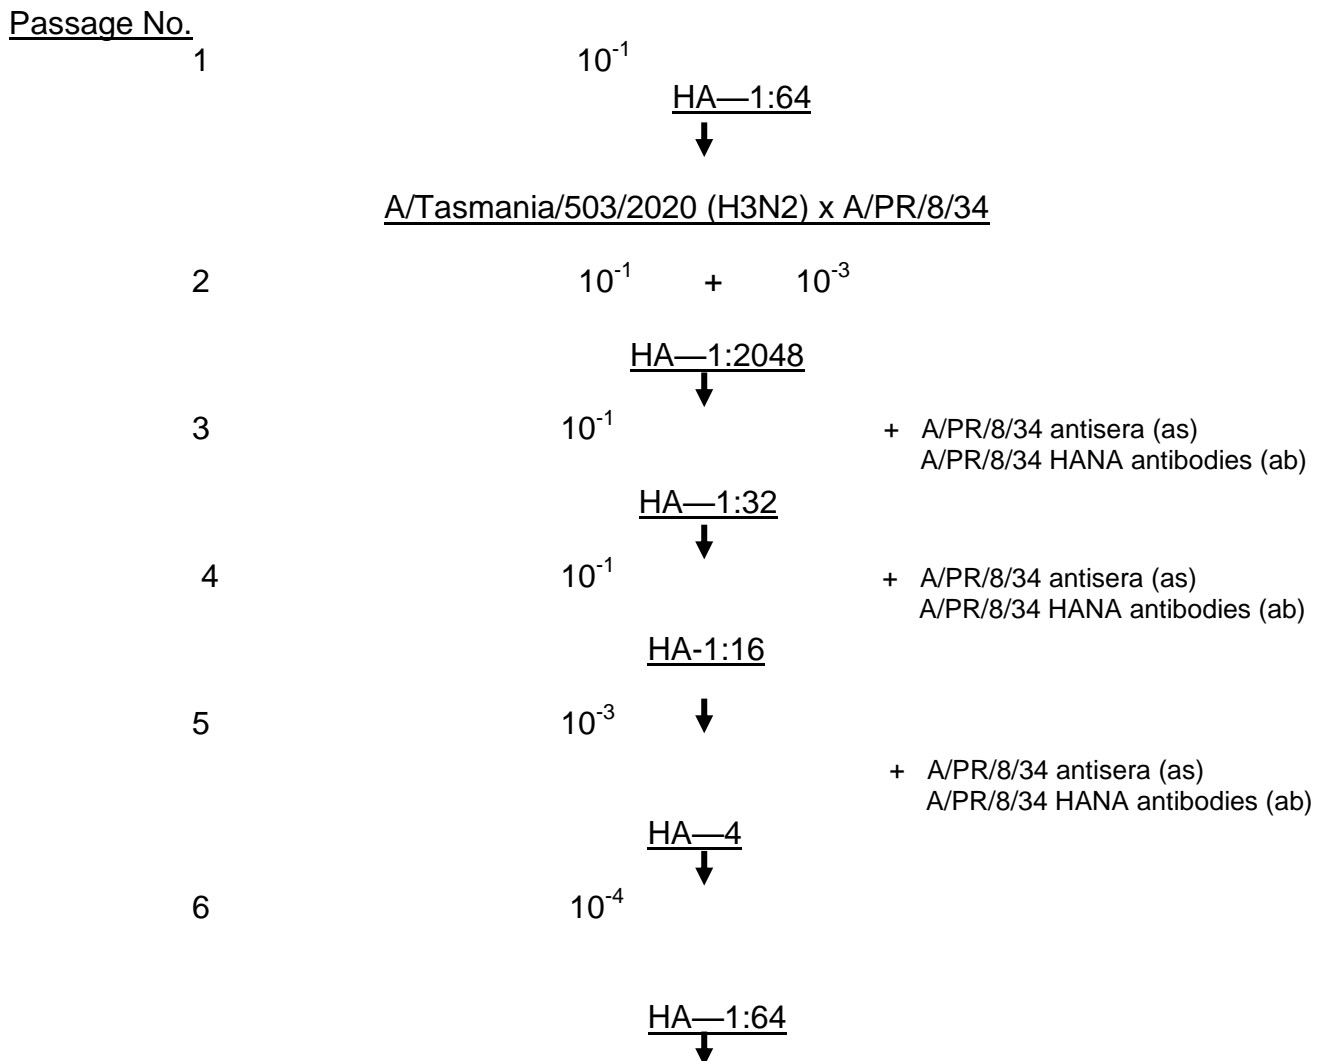 Passage No.
1 10⁻¹
HA—1:64
A/Tasmania/503/2020 (H3N2) x A/PR/8/34
2 10⁻¹ + 10⁻³
HA—1:2048
3 10⁻¹ + A/PR/8/34 antisera (as)
A/PR/8/34 HANA antibodies (ab)
HA—1:32
4 10⁻¹ + A/PR/8/34 antisera (as)
A/PR/8/34 HANA antibodies (ab)
HA-1:16
5 10⁻³
+ A/PR/8/34 antisera (as)
A/PR/8/34 HANA antibodies (ab)
HA—4
6 10⁻⁴
HA—1:64